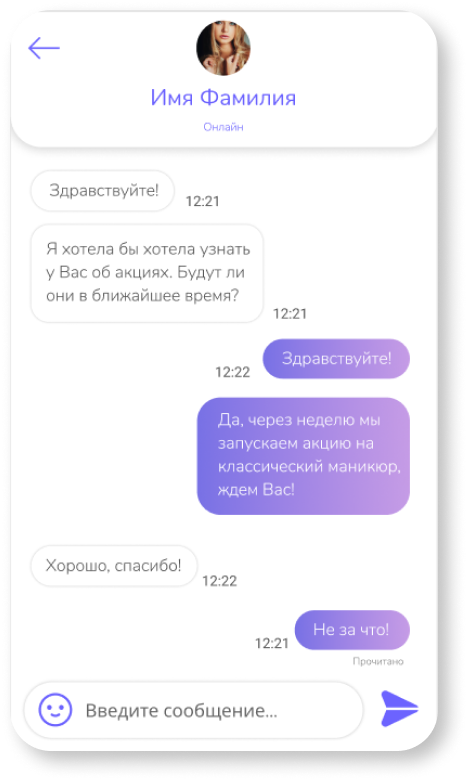 Имя Фамилия
Онлайн
Здравствуйте!
12:21
Я хотела бы хотела узнать
у Вас об акциях. Будут ли
они в ближайшее время?
12:21
Здравствуйте!
12:22
Да, через неделю мы
запускаем акцию на
классический маникюр,
ждем Вас!
Хорошо, спасибо!
12:22
Не за что!
12:21
Прочитано
Введите сообщение...